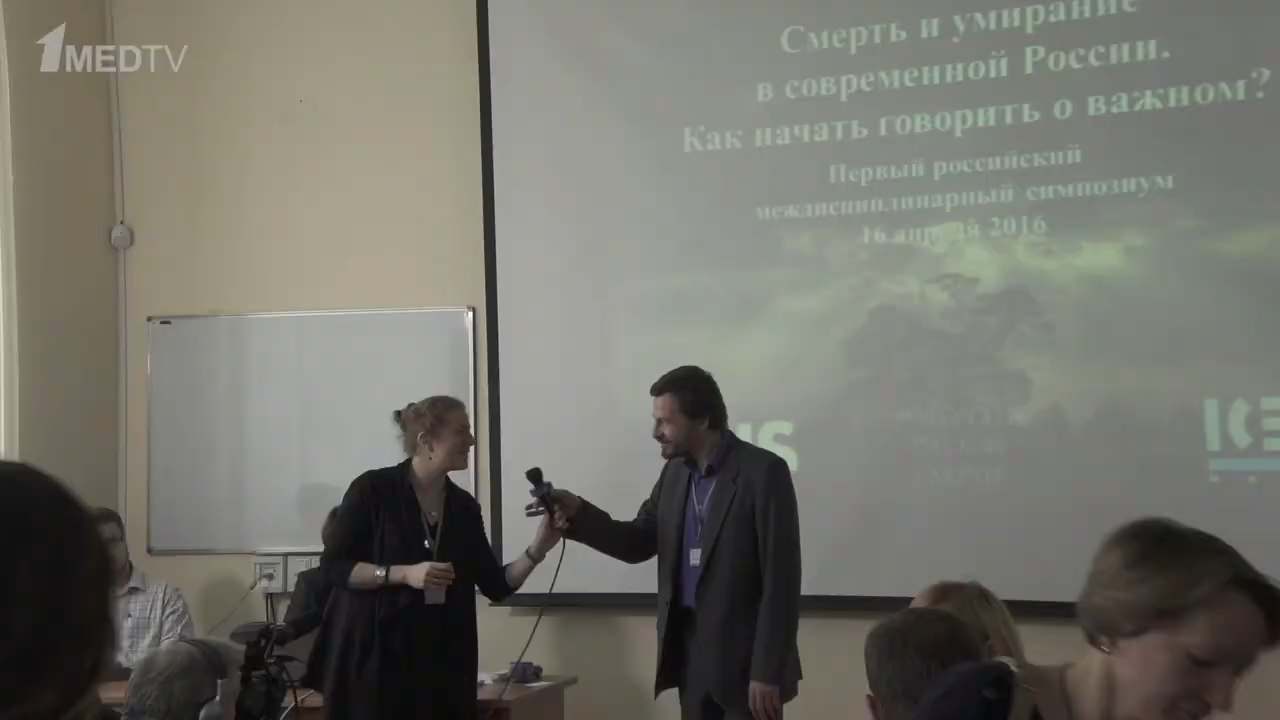 1MEDTV
Смерть и умирание
в современной России.
Как начать говорить о важном?
Первый российский
междисциплинарный симпозиум
16 апреля 2016